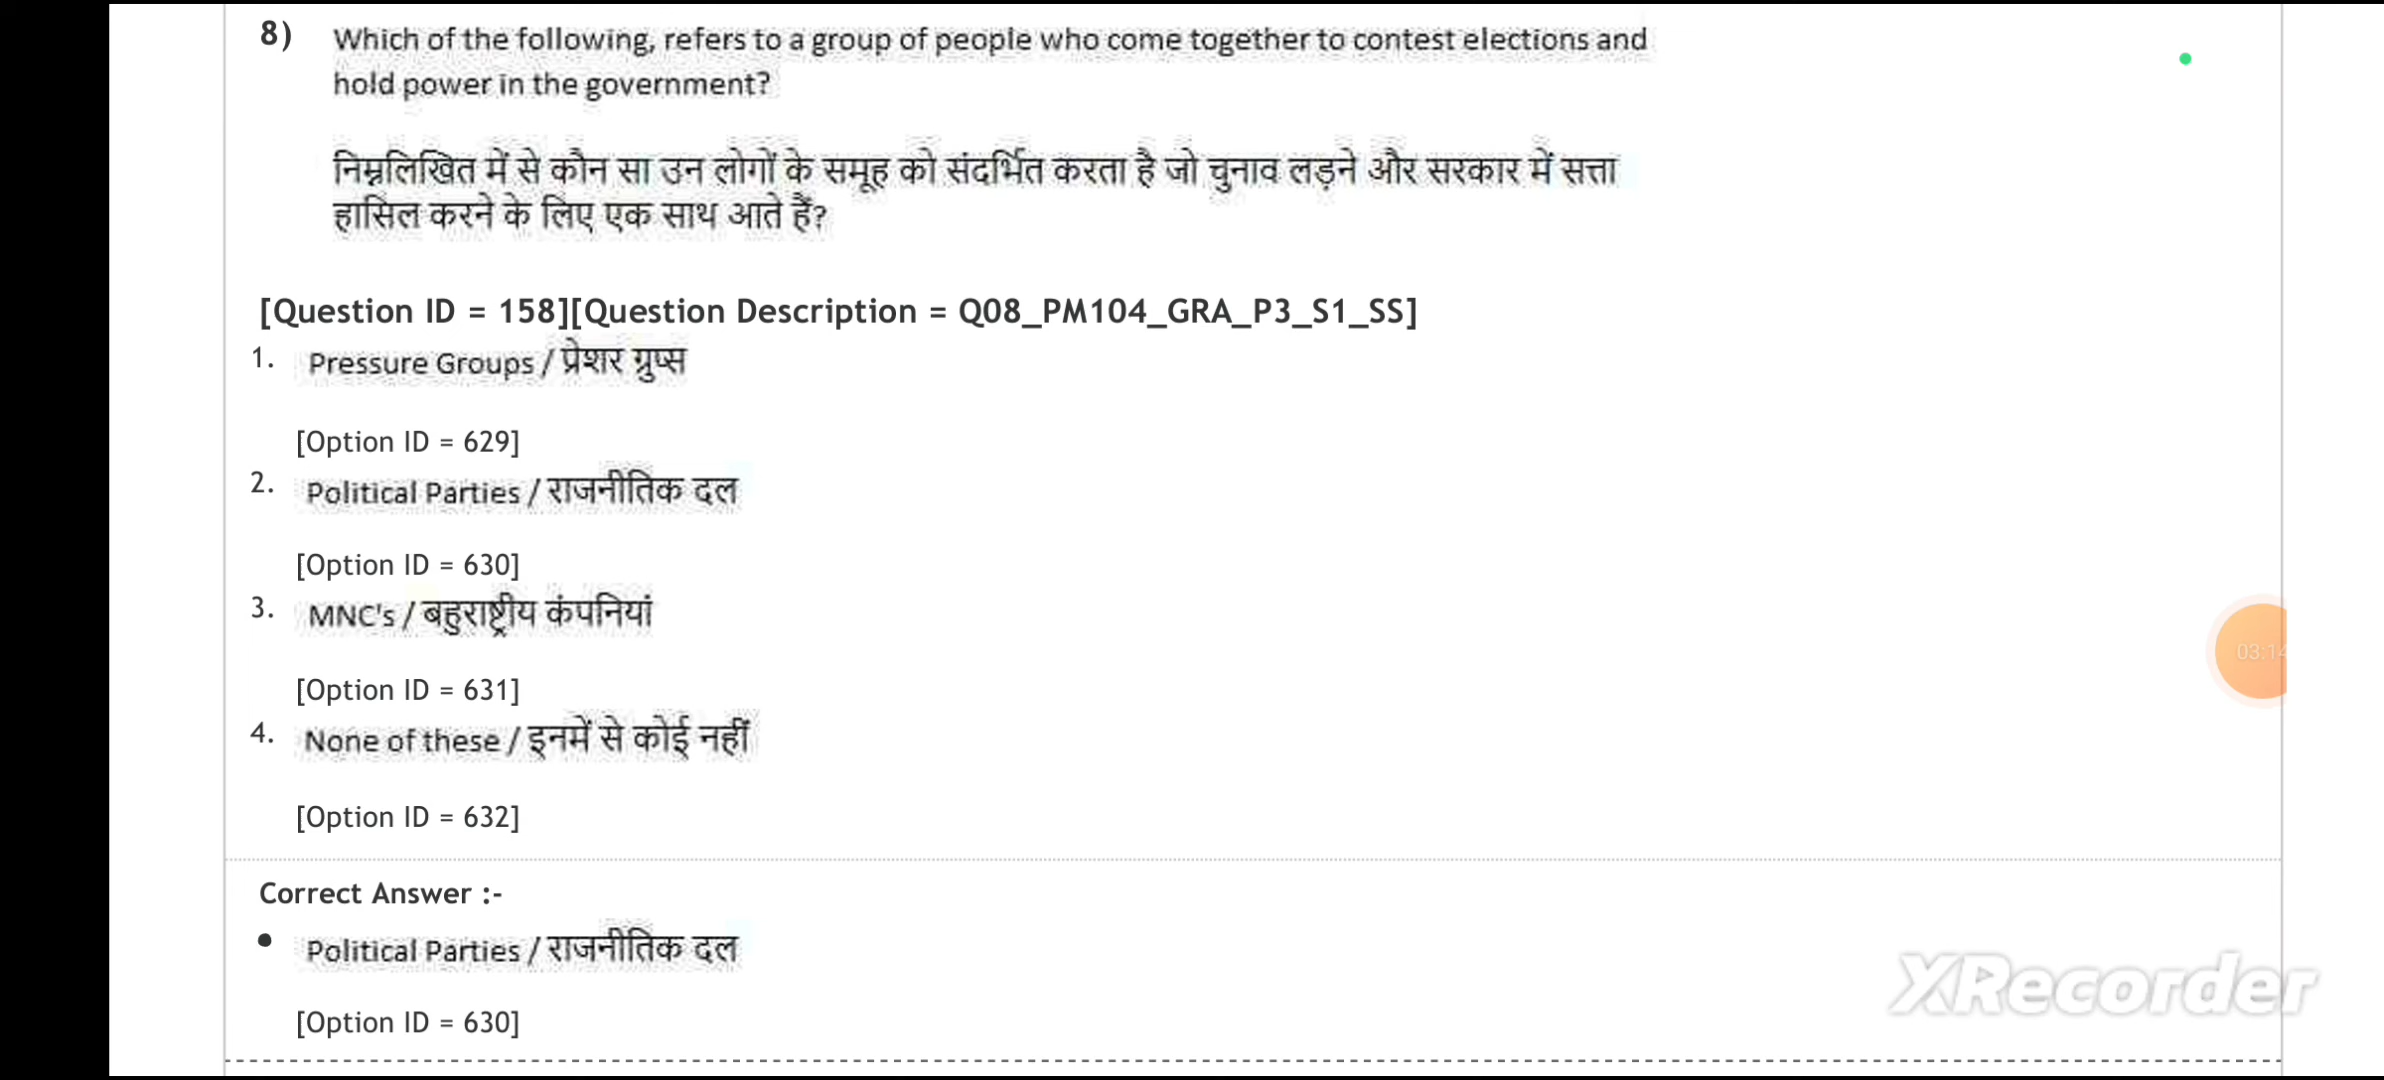 8) Which of the following, refers to a group of people who come together to contest elections and
hold power in the government?
निम्नलिखित में से कौन सा उन लोगों के समूह को संदर्भित करता है जो चुनाव लड़ने और सरकार में सत्ता
हासिल करने के लिए एक साथ आते हैं?
[Question ID = 158][Question Description = Q08_PM104_GRA_P3_S1_SS]
1. Pressure Groups / प्रेशर ग्रुप्स
[Option ID = 629]
2. Political Parties / राजनीतिक दल
[Option ID = 630]
3. MNC's / बहुराष्ट्रीय कंपनियां
[Option ID = 631]
4. None of these / इनमें से कोई नहीं
[Option ID = 632]
Correct Answer :-
• Political Parties / राजनीतिक दल
[Option ID = 630]
03:14
XRecorder